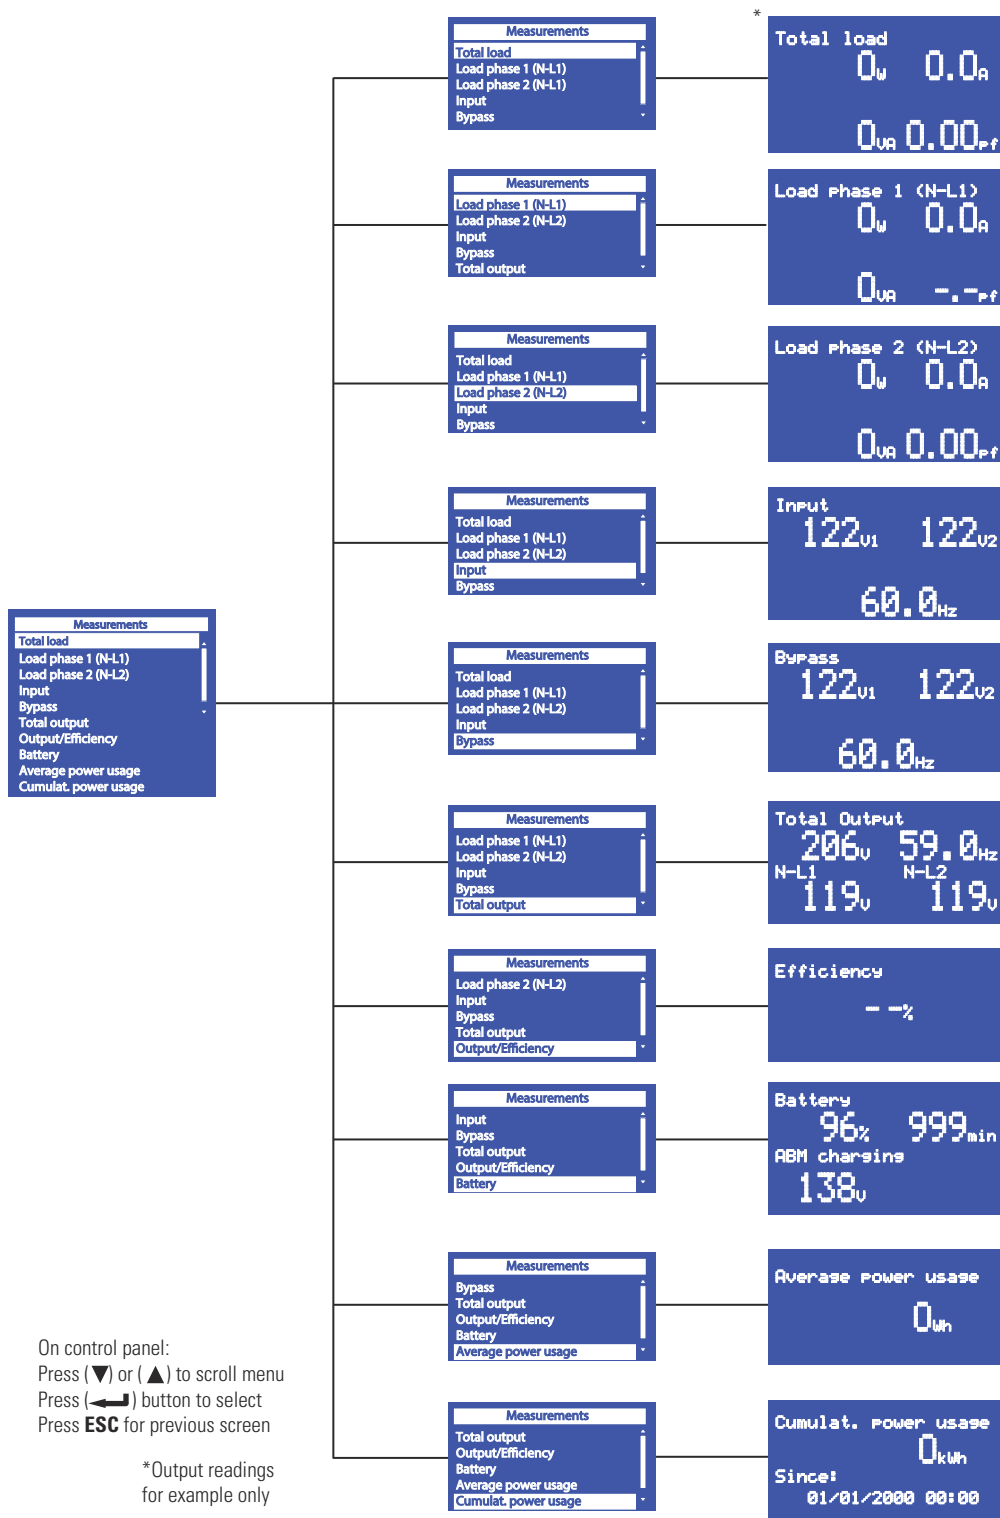 *
Measurements
Total load
Load phase 1 (N-L1)
Load phase 2 (N-L1)
Input
Bypass
Total load
0W 0.0A
0VA 0.00pf
Measurements
Load phase 1 (N-L1)
Load phase 2 (N-L2)
Input
Bypass
Total output
Load phase 1 (N-L1)
0W 0.0A
0VA -.-pf
Measurements
Total load
Load phase 1 (N-L1)
Load phase 2 (N-L2)
Input
Bypass
Load phase 2 (N-L2)
0W 0.0A
0VA 0.00pf
Measurements
Total load
Load phase 1 (N-L1)
Load phase 2 (N-L2)
Input
Bypass
Input
122V1 122V2
60.0Hz
Measurements
Total load
Load phase 1 (N-L1)
Load phase 2 (N-L2)
Input
Bypass
Total output
Output/Efficiency
Battery
Average power usage
Cumulat. power usage
Measurements
Total load
Load phase 1 (N-L1)
Load phase 2 (N-L2)
Input
Bypass
Bypass
122V1 122V2
60.0Hz
Measurements
Load phase 1 (N-L1)
Load phase 2 (N-L2)
Input
Bypass
Total output
Total Output
206V 59.0Hz
N-L1 N-L2
119V 119V
Measurements
Load phase 2 (N-L2)
Input
Bypass
Total output
Output/Efficiency
Efficiency
--%
Measurements
Input
Bypass
Total output
Output/Efficiency
Battery
Battery
96% 999min
ABM charging
138V
Measurements
Bypass
Total output
Output/Efficiency
Battery
Average power usage
Average power usage
0Wh
Measurements
Total output
Output/Efficiency
Battery
Average power usage
Cumulat. power usage
Cumulat. power usage
0kWh
Since:
01/01/2000 00:00
On control panel:
Press (▼) or (▲) to scroll menu
Press (↵) button to select
Press ESC for previous screen
*Output readings
for example only